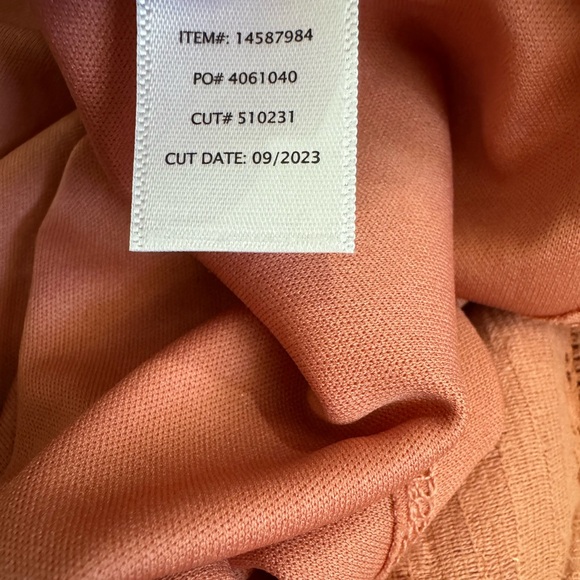 ITEM#: 14587984
PO# 4061040
CUT# 510231
CUT DATE: 09/2023